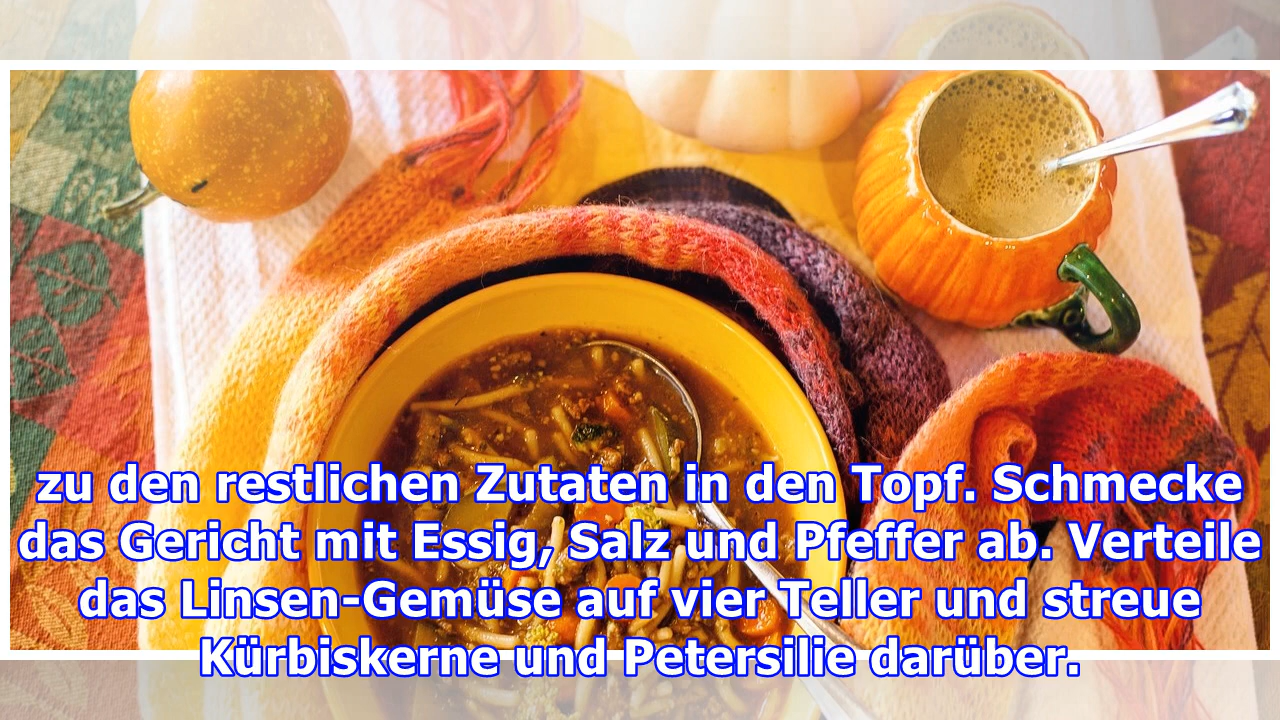 zu den restlichen Zutaten in den Topf. Schmecke
das Gericht mit Essig, Salz und Pfeffer ab. Verteile
das Linsen-Gemüse auf vier Teller und streue
Kürbiskerne und Petersilie darüber.